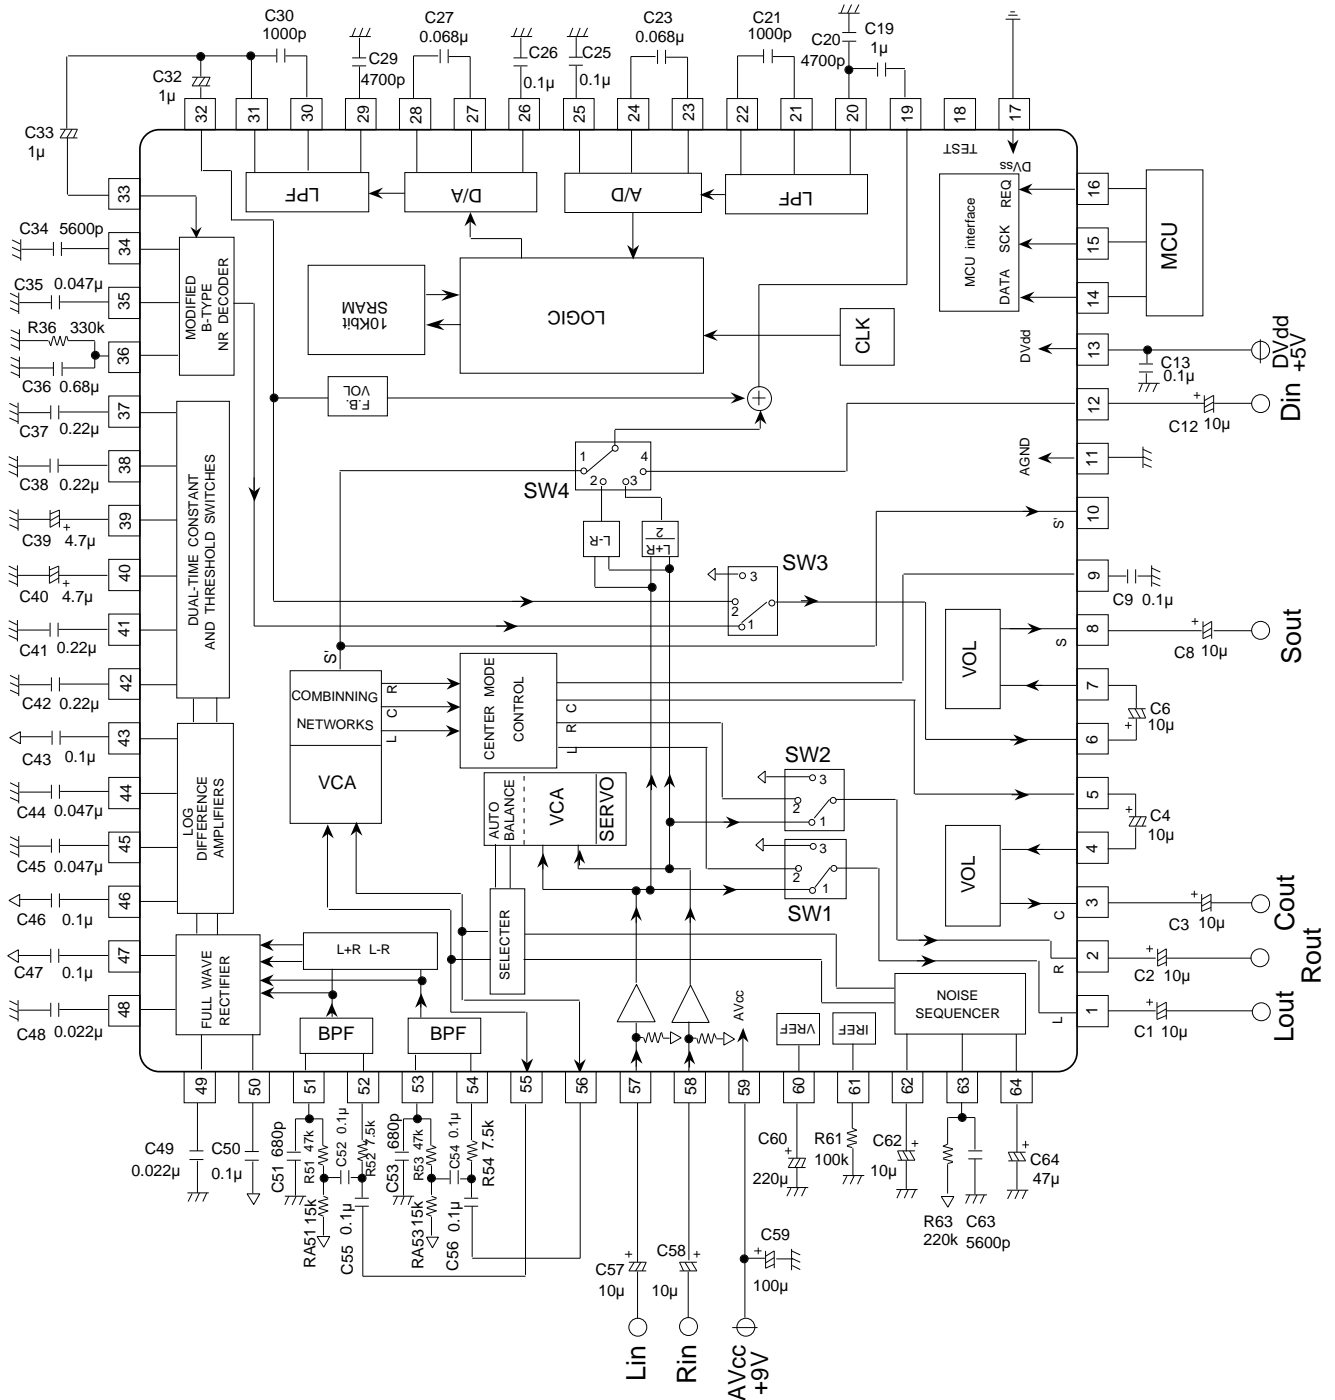 C30
1000p
C27
0.068µ
C23
0.068µ
C21
1000p
C19
1µ
C20
4700p
C32
1µ
C29
4700p
C26
0.1µ
C25
0.1µ
C33
1µ
32
31
30
29
28
27
26
25
24
23
22
21
20
19
18
17
TEST
DVss
LPF
D/A
A/D
LPF
MCU interface
REQ
SCK
DATA
16
15
14
MCU
33
C34 5600p
34
C35 0.047µ
35
R36 330k
36
C36 0.68µ
MODIFIED
B-TYPE
NR DECODER
10Kbit
SRAM
LOGIC
CLK
DVdd
13
C13
0.1µ
DVdd
+5V
12
C12
10µ
Din
F.B.
VOL
+
37
C37 0.22µ
38
C38 0.22µ
39
C39 4.7µ
+
40
C40 4.7µ
+
41
C41 0.22µ
42
C42 0.22µ
DUAL-TIME CONSTANT
AND THRESHOLD SWITCHES
1
4
2
3
SW4
L-R
L+R
2
AGND
11
S'
10
SW3
3
2
1
9
C9 0.1µ
VOL
S
8
C8
10µ
+
Sout
7
6
C6
10µ
+
S'
COMBINNING
NETWORKS
VCA
R
C
L
CENTER MODE
CONTROL
C
R
L
43
C43 0.1µ
44
C44 0.047µ
45
C45 0.047µ
46
C46 0.1µ
LOG
DIFFERENCE
AMPLIFIERS
AUTO
BALANCE
VCA
SERVO
SW2
3
2
1
3
2
1
SW1
5
C4
10µ
+
4
VOL
C
3
C3
10µ
+
Cout
47
C47 0.1µ
48
C48 0.022µ
FULL WAVE
RECTIFIER
L+R L-R
SELECTER
BPF
BPF
AVcc
VREF
IREF
NOISE
SEQUENCER
R
2
C2 10µ
+
Rout
L
1
C1 10µ
+
Lout
49
50
51
52
53
54
55
56
57
58
59
60
61
62
63
64
C49
0.022µ
C50
0.1µ
C51 680p
R51 47k
C52 0.1µ
R52 7.5k
RA51 15k
C55 0.1µ
C53 680p
R53 47k
C54 0.1µ
R54 7.5k
RA53 15k
C56 0.1µ
C57
10µ
+
C58
10µ
+
C59
100µ
+
C60
220µ
+
R61
100k
C62
10µ
+
R63
220k
C63
5600p
C64
47µ
+
Lin
Rin
AVcc
+9V